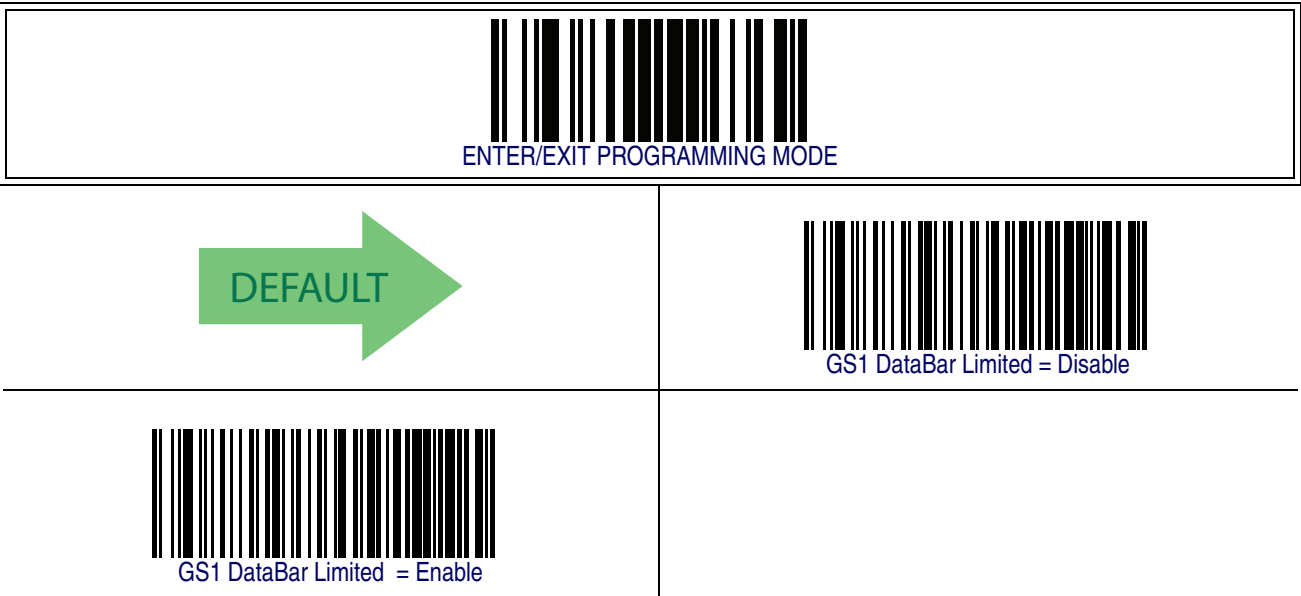 ENTER/EXIT PROGRAMMING MODE
DEFAULT
GS1 DataBar Limited = Disable
GS1 DataBar Limited  = Enable